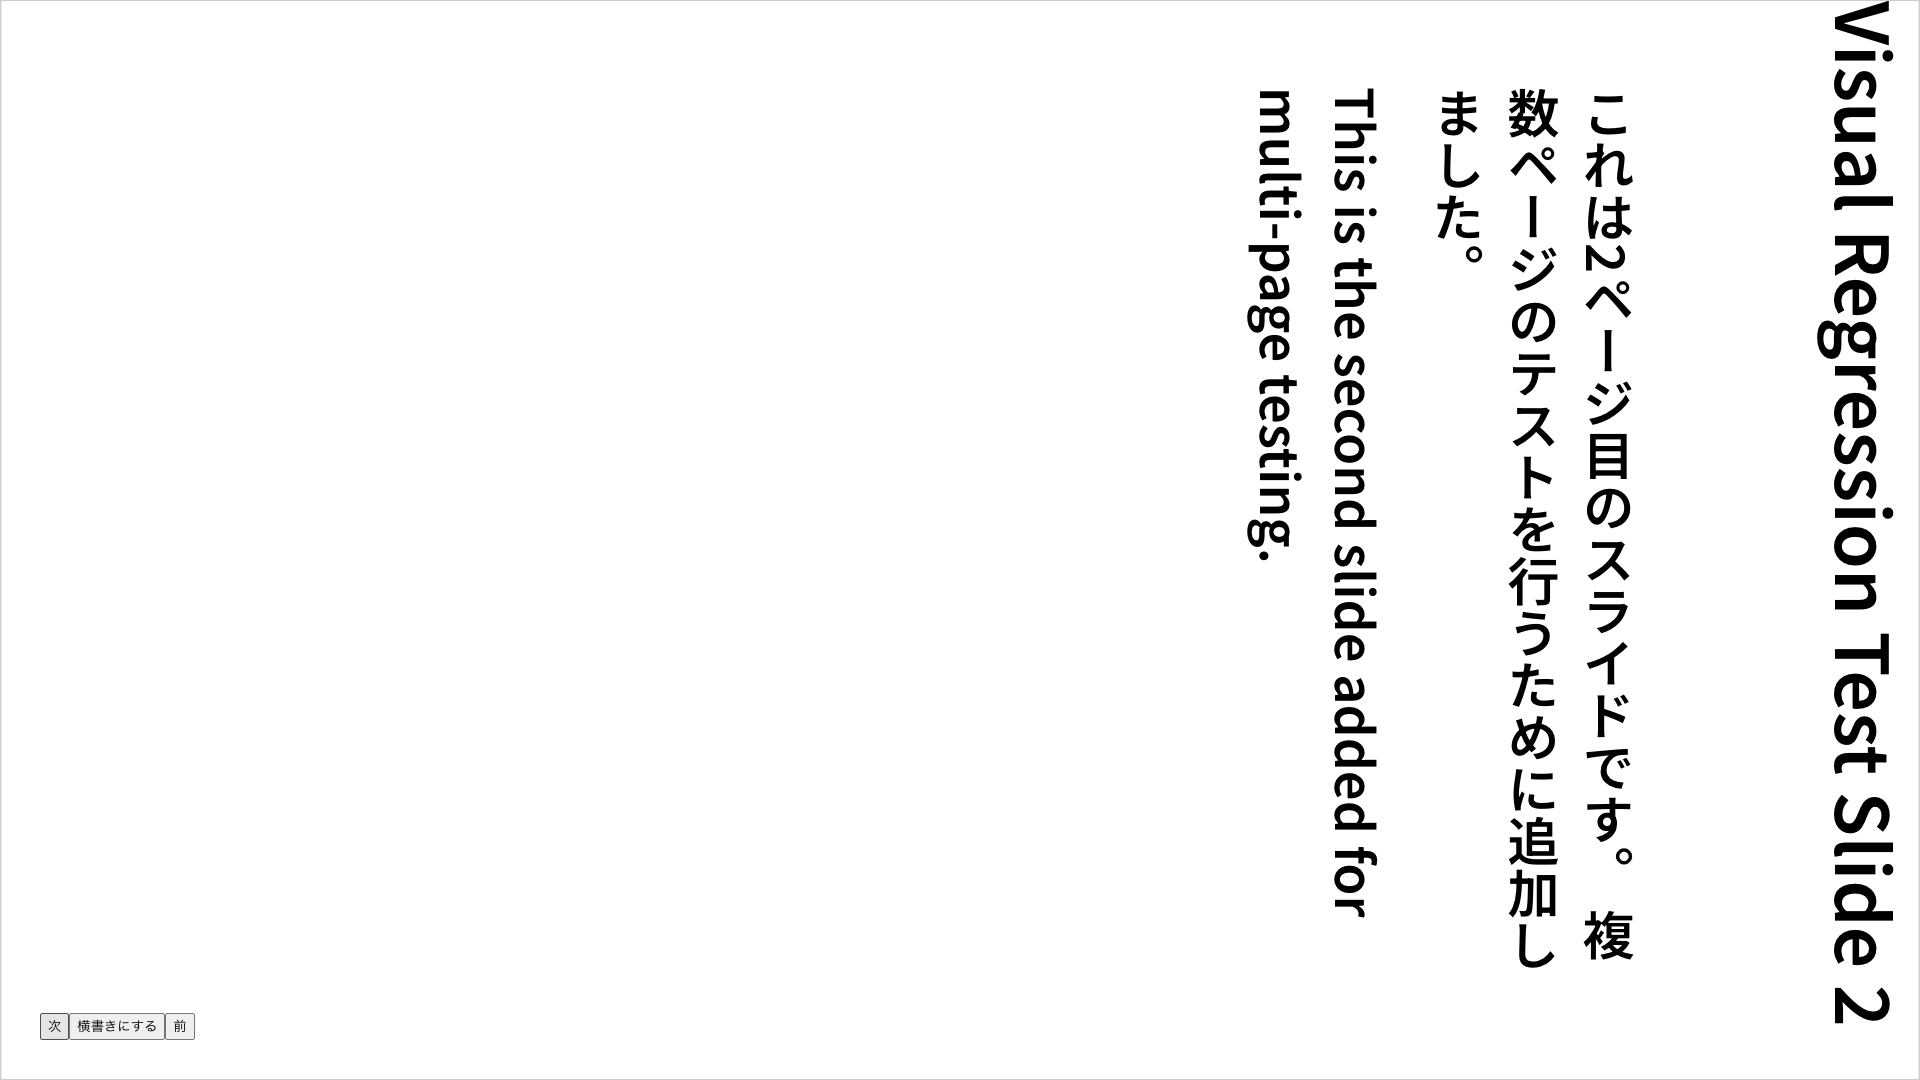 Visual Regression Test Slide 2
これは2ページ目のスライドです。 複
数ページのテストを行うために追加し
ました。
This is the second slide added for
multi-page testing.
次
横書きにする
前